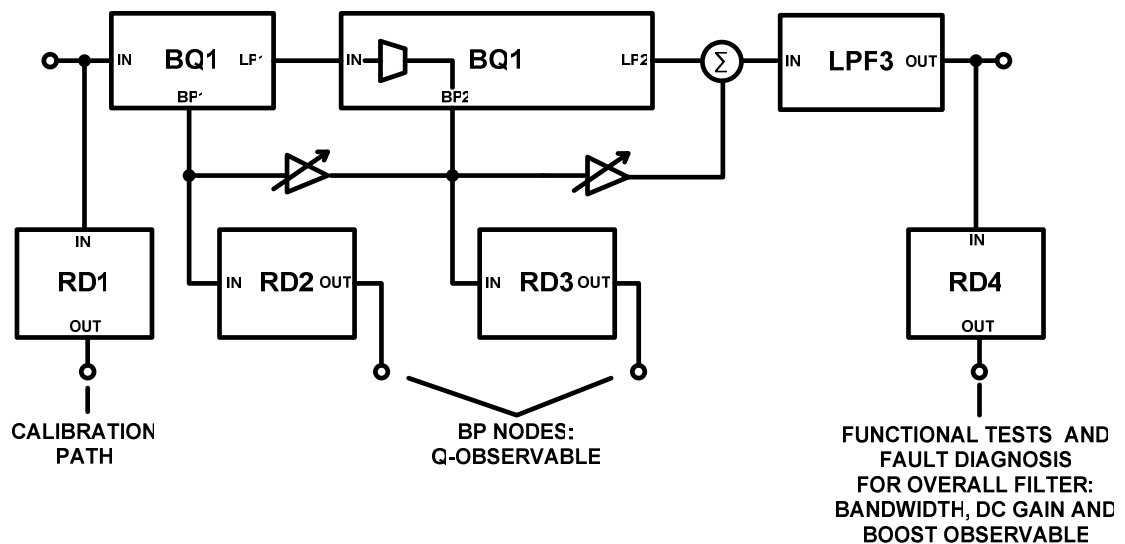 IN BQ1 LP1
BP1
IN BQ1 LP2
BP2
Σ
IN LPF3 OUT
IN
RD1
OUT
IN RD2 OUT
IN RD3 OUT
IN
RD4
OUT
CALIBRATION
PATH
BP NODES:
Q-OBSERVABLE
FUNCTIONAL TESTS AND
FAULT DIAGNOSIS
FOR OVERALL FILTER:
BANDWIDTH, DC GAIN AND
BOOST OBSERVABLE